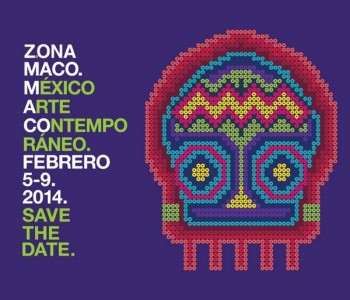 ZONA
MACO.
MÉXICO
ARTE
CONTEMPO
RÁNEO.
FEBRERO
5-9.
2014.
SAVE
THE
DATE.